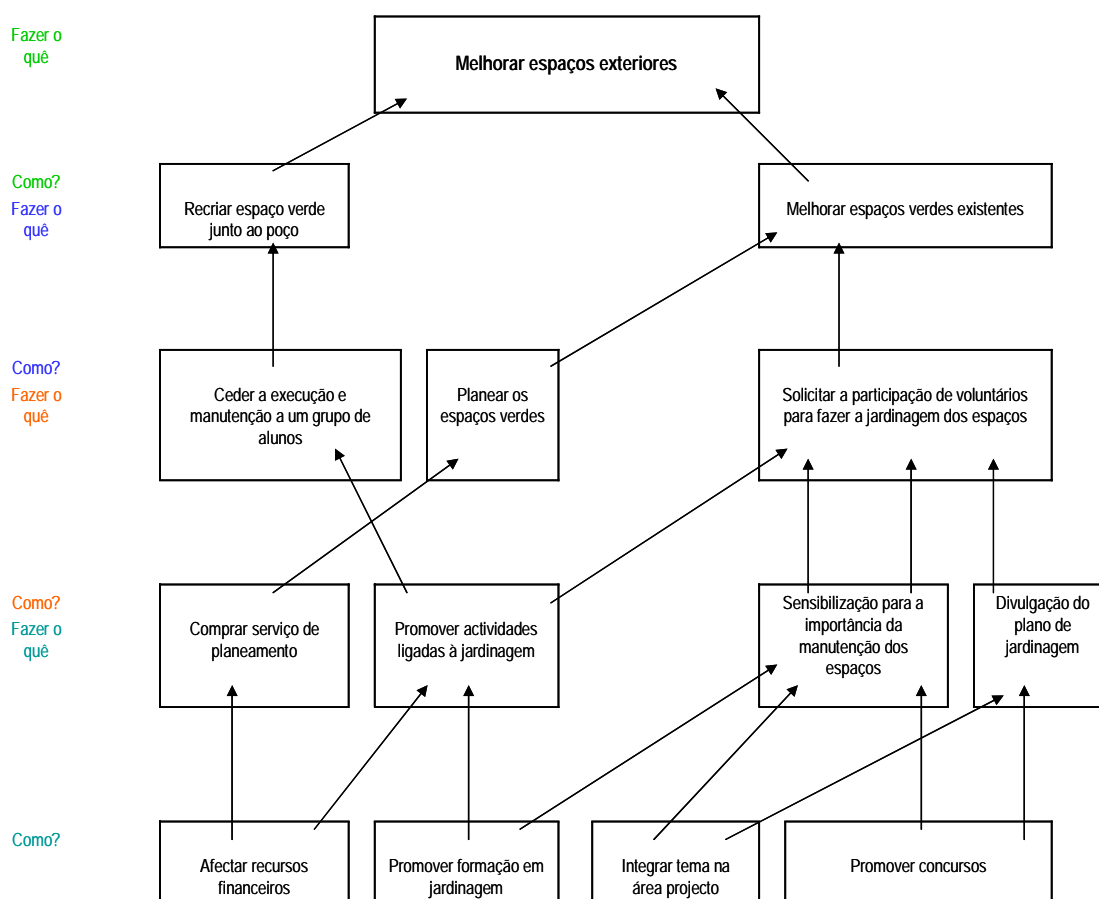 Fazer o
quê
Melhorar espaços exteriores
Como?
Fazer o
quê
Recriar espaço verde
junto ao poço
Melhorar espaços verdes existentes
Como?
Fazer o
quê
Ceder a execução e
manutenção a um grupo de
alunos
Planear os
espaços verdes
Solicitar a participação de voluntários
para fazer a jardinagem dos espaços
Como?
Fazer o
quê
Comprar serviço de
planeamento
Promover actividades
ligadas à jardinagem
Sensibilização para a
importância da
manutenção dos
espaços
Divulgação do
plano de
jardinagem
Como?
Afectar recursos
financeiros
Promover formação em
jardinagem
Integrar tema na
área projecto
Promover concursos